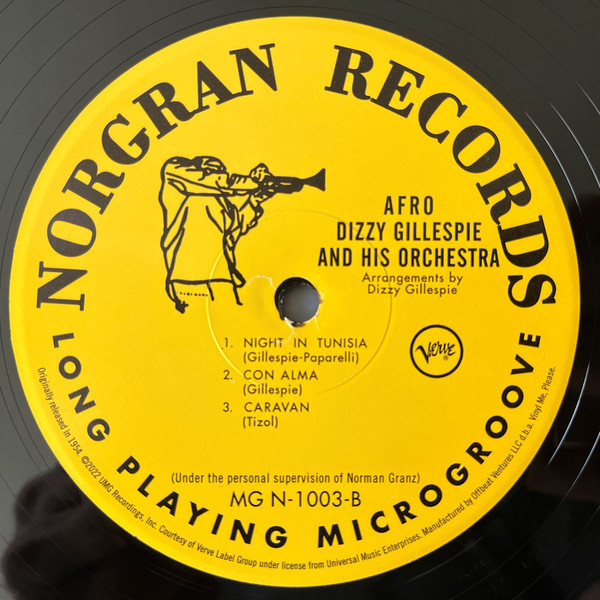 NORGRAN RECORDS
AFRO
DIZZY GILLESPIE
AND HIS ORCHESTRA
Arrangements by
Dizzy Gillespie
1. NIGHT IN TUNISIA
(Gillespie-Paparelli)
2. CON ALMA
(Gillespie)
3. CARAVAN
(Tizol)
Verve
(Under the personal supervision of Norman Granz)
MG N-1003-B
LONG PLAYING MICROGROOVE
Originally released in 1954. ©2022 UMG Recordings, Inc. Courtesy of Verve Label Group under license from Universal Music Enterprises. Manufactured by Offbeat Ventures LLC d.b.a. Vinyl Me, Please.